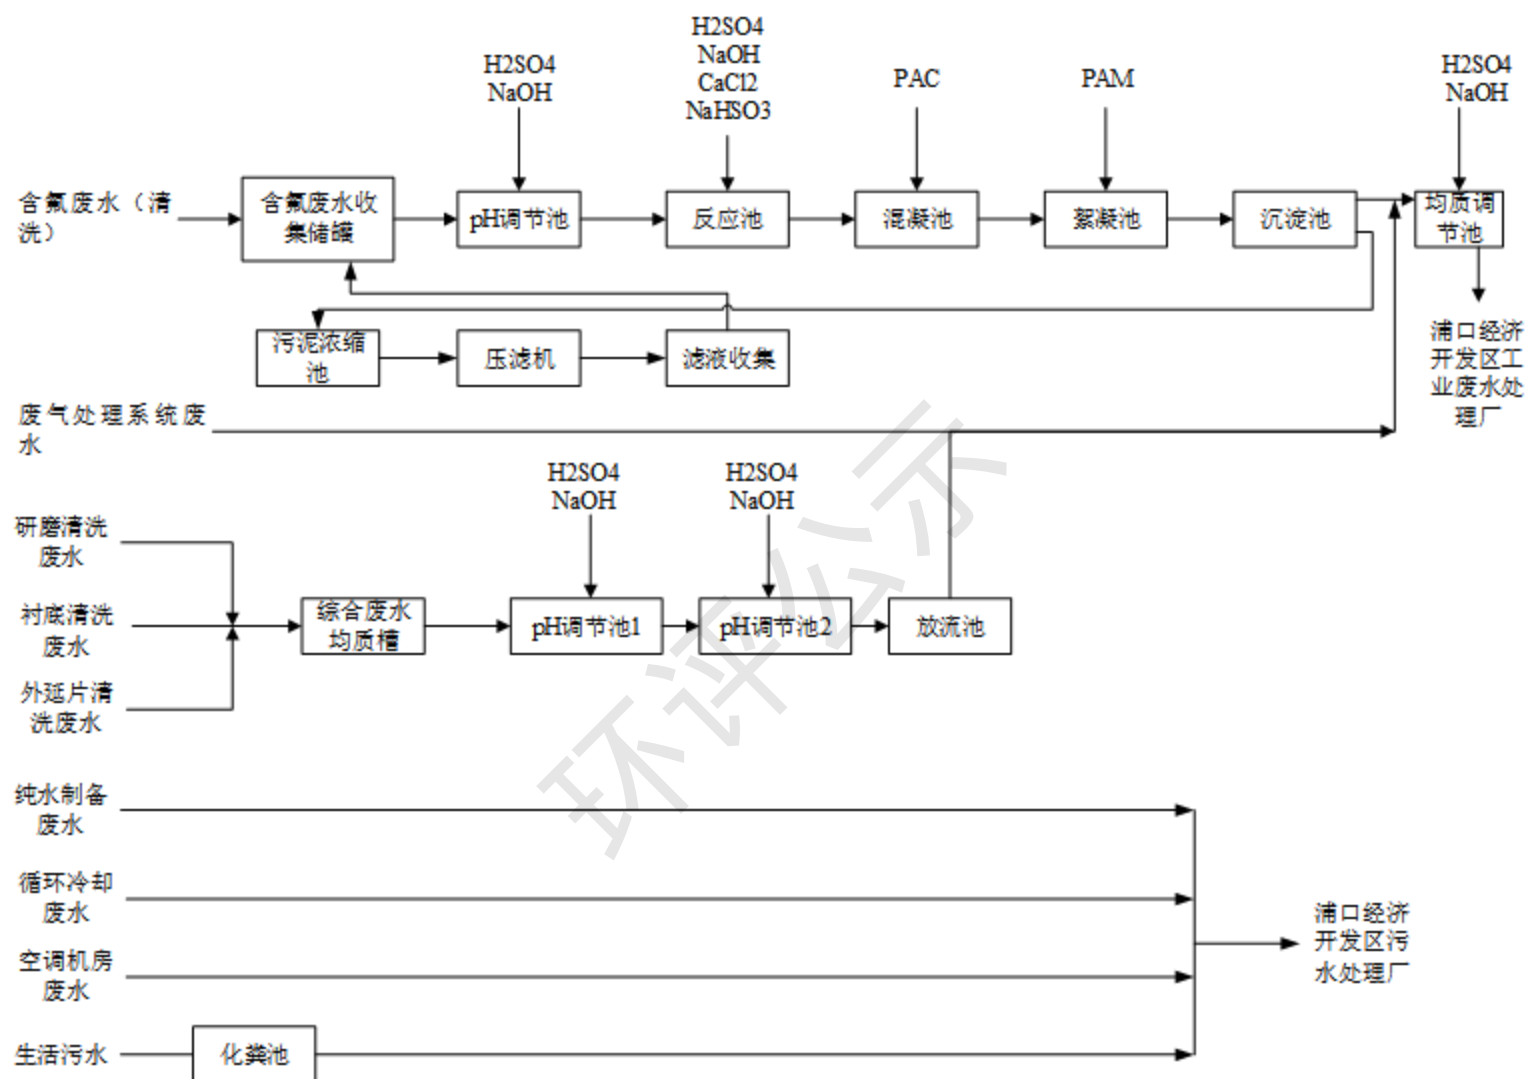 H2SO4
NaOH
H2SO4
NaOH
CaCl2
NaHSO3
PAC
PAM
H2SO4
NaOH
含氟废水（清
洗）
含氟废水收
集储罐
pH调节池
反应池
混凝池
絮凝池
沉淀池
均质调
节池
污泥浓缩
池
压滤机
滤液收集
浦口经济
开发区工
业废水处
理厂
废气处理系统废
水
H2SO4
NaOH
H2SO4
NaOH
研磨清洗
废水
衬底清洗
废水
外延片清
洗废水
综合废水
均质槽
pH调节池1
pH调节池2
放流池
纯水制备
废水
循环冷却
废水
空调机房
废水
生活污水
化粪池
浦口经济
开发区污
水处理厂
环评公示